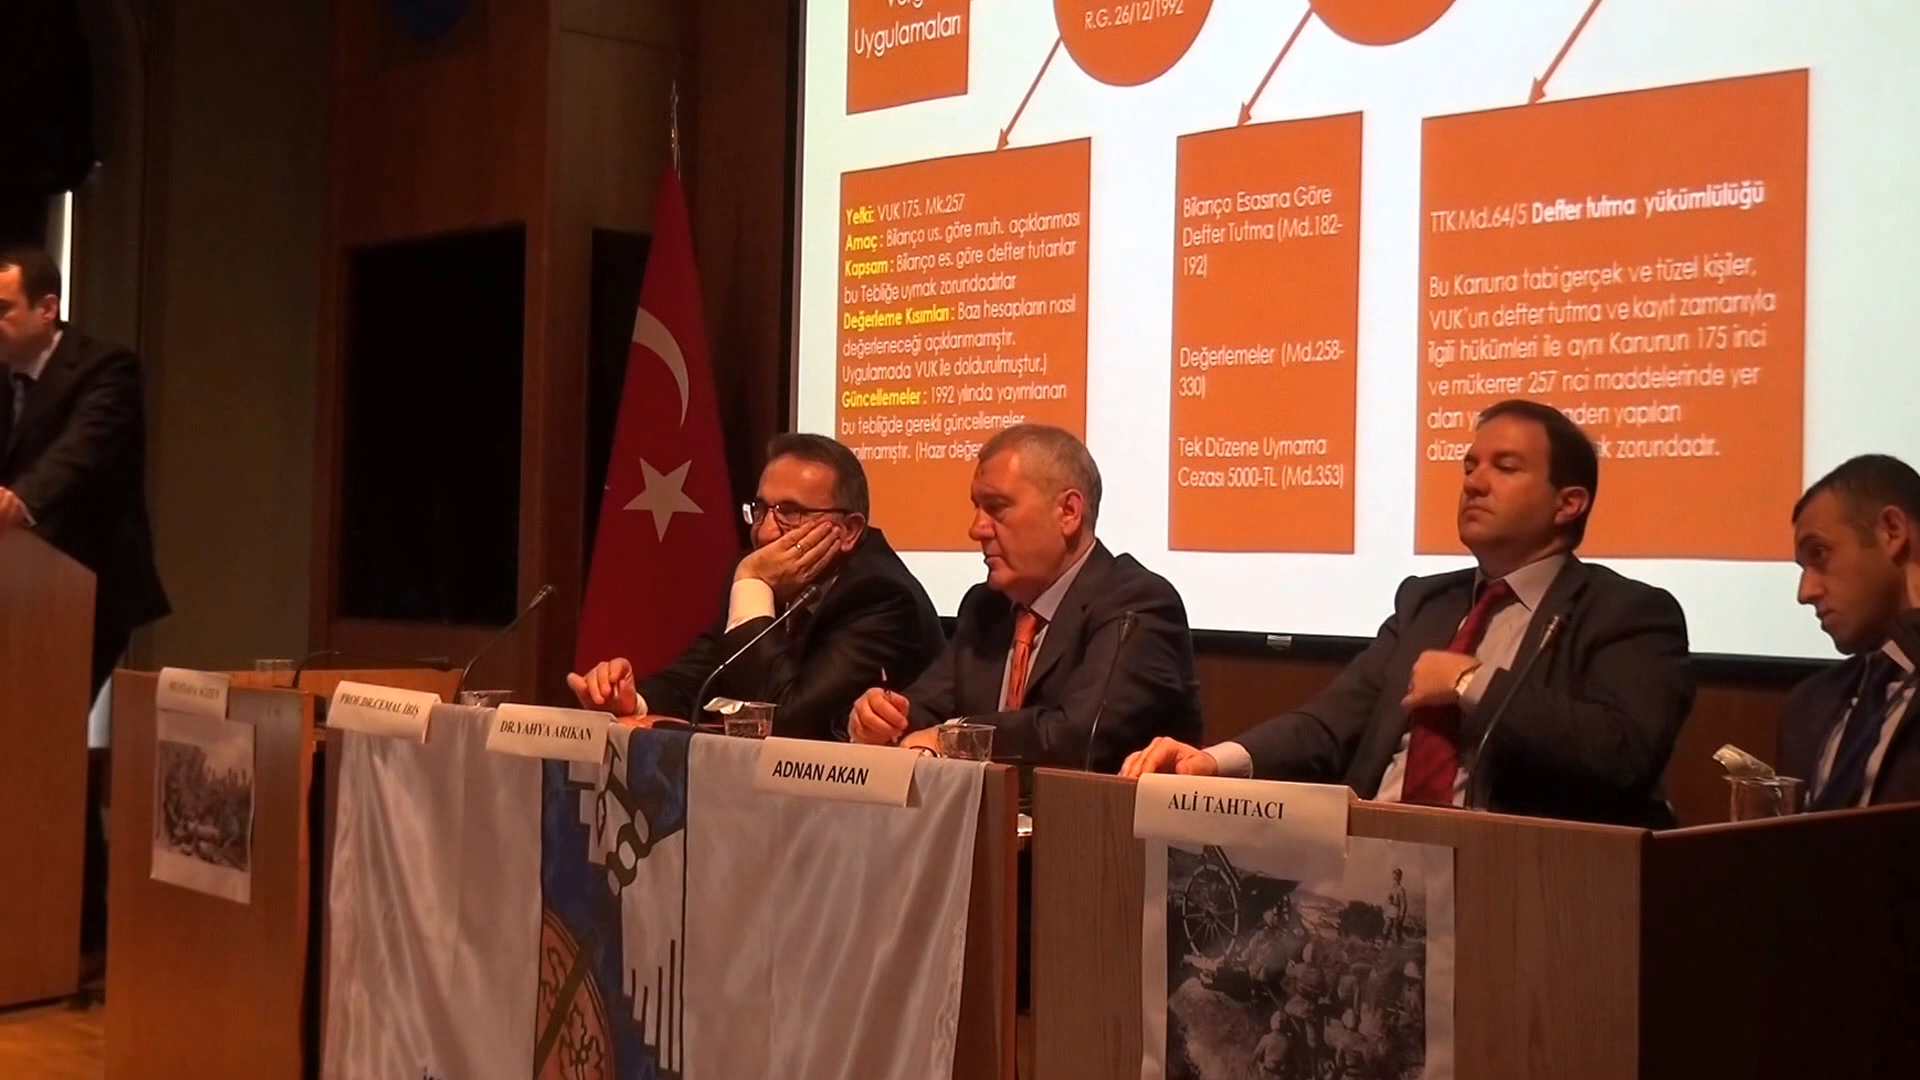 Uygulamaları
R.G. 26/12/1992
Yetki: VUK 175, Mk.257
Amaç : Bilanço us. göre muh. açıklanması
Kapsam : Bilanço es. göre defter tutanlar
bu Tebliğe uymak zorundadırlar
Değerleme Kısımları : Bazı hesapların nasıl
değerleneceği açıklanmamıştır.
Uygulamada VUK ile doldurulmuştur.)
Güncellemeler : 1992 yılında yayımlanan
bu tebliğde gerekli güncellemeler
(Hazır
Bilanço Esasına Göre
Defter Tutma (Md.182-
192)
Değerlemeler (Md.258-
330)
Tek Düzene Uymama
Cezası 5000-TL (Md.353)
TTK Md.64/5 Defter tutma yükümlülüğü
Bu Kanuna tabi gerçek ve tüzel kişiler,
VUK'un defter tutma ve kayıt zamanıyla
ilgili hükümleri ile aynı Kanunun 175 inci
ve mükerrer 257 nci maddelerinde yer
alan yapılan
zorundadır.
PROF.DR.CEMAL İBİŞ
DR.YAHYA ARIKAN
ADNAN AKAN
ALİ TAHTACI